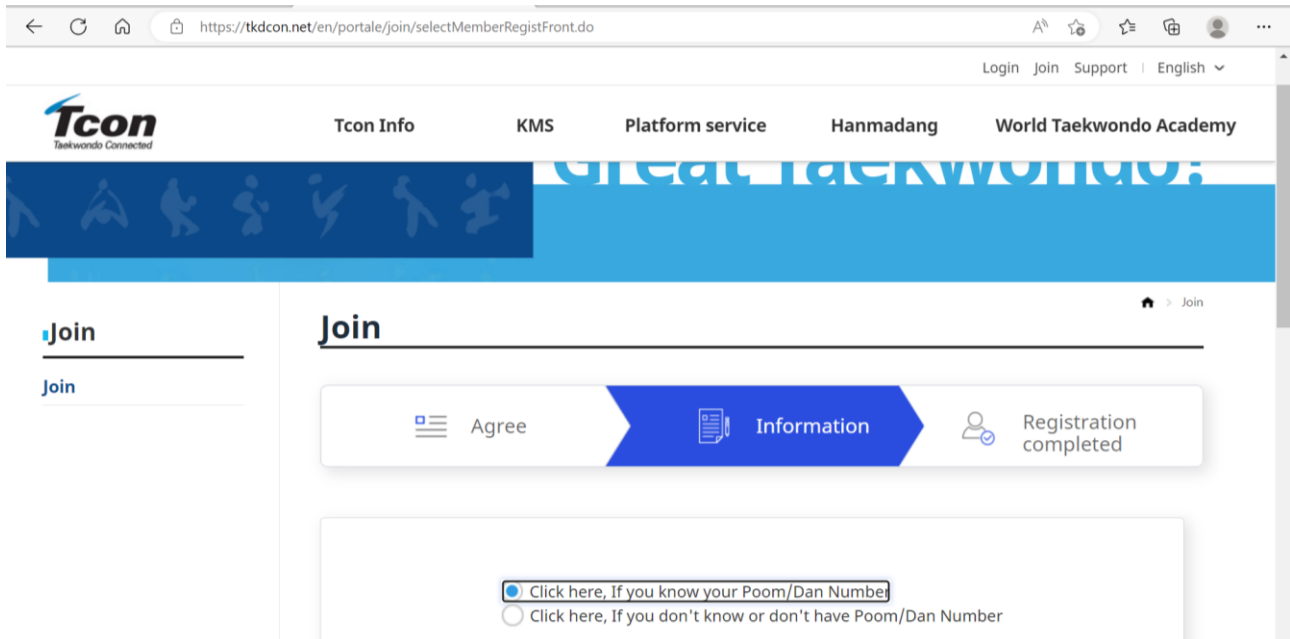 https://tkdcon.net/en/portale/join/selectMemberRegistFront.do
Login Join Support English
Tcon
Taekwondo Connected
Tcon Info KMS Platform service Hanmadang World Taekwondo Academy
Great Taekwondo!
> Join
Join
Join
Join
Agree
Information
Registration
completed
Click here, If you know your Poom/Dan Number
Click here, If you don't know or don't have Poom/Dan Number